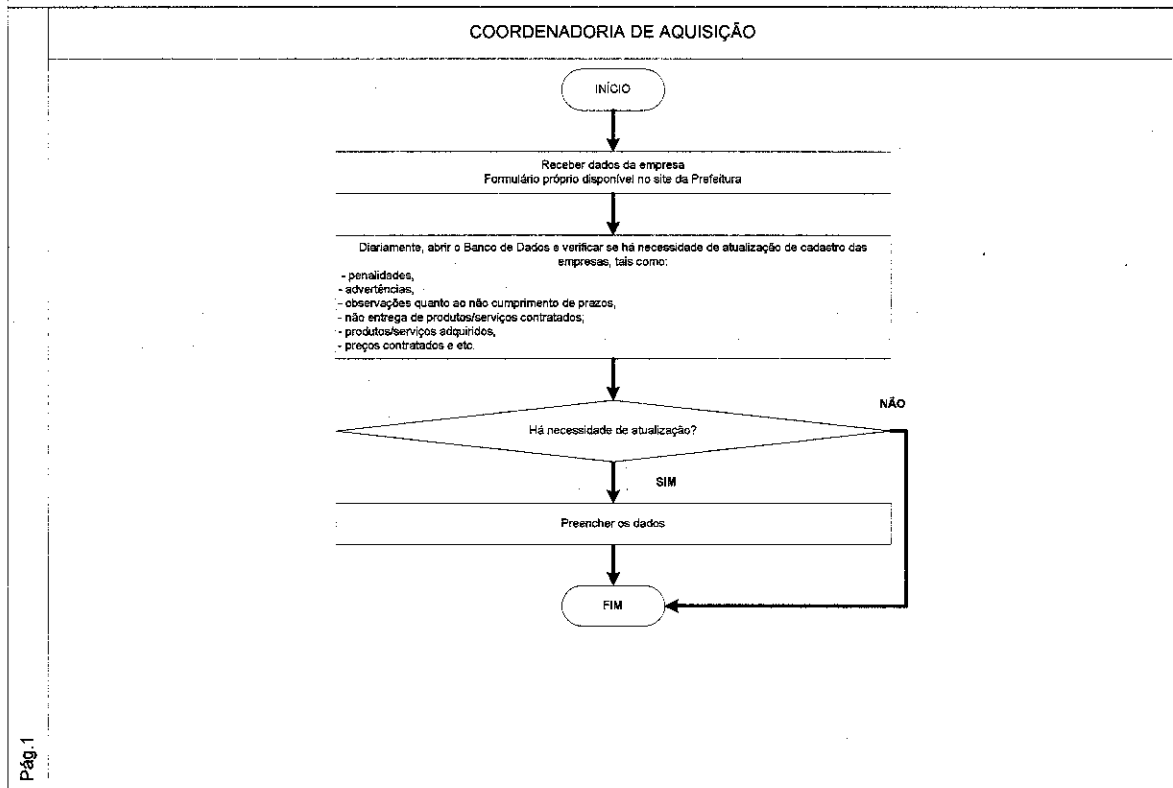 COORDENADORIA DE AQUISIÇÃO
INÍCIO
Receber dados da empresa
Formulário próprio disponível no site da Prefeitura
Diariamente, abrir o Banco de Dados e verificar se há necessidade de atualização de cadastro das
empresas, tais como:
- penalidades,
- advertências,
- observações quanto ao não cumprimento de prazos,
- não entrega de produtos/serviços contratados;
- produtos/serviços adquiridos,
- preços contratados e etc.
Há necessidade de atualização?
NÃO
SIM
Preencher os dados
FIM
Pág.1